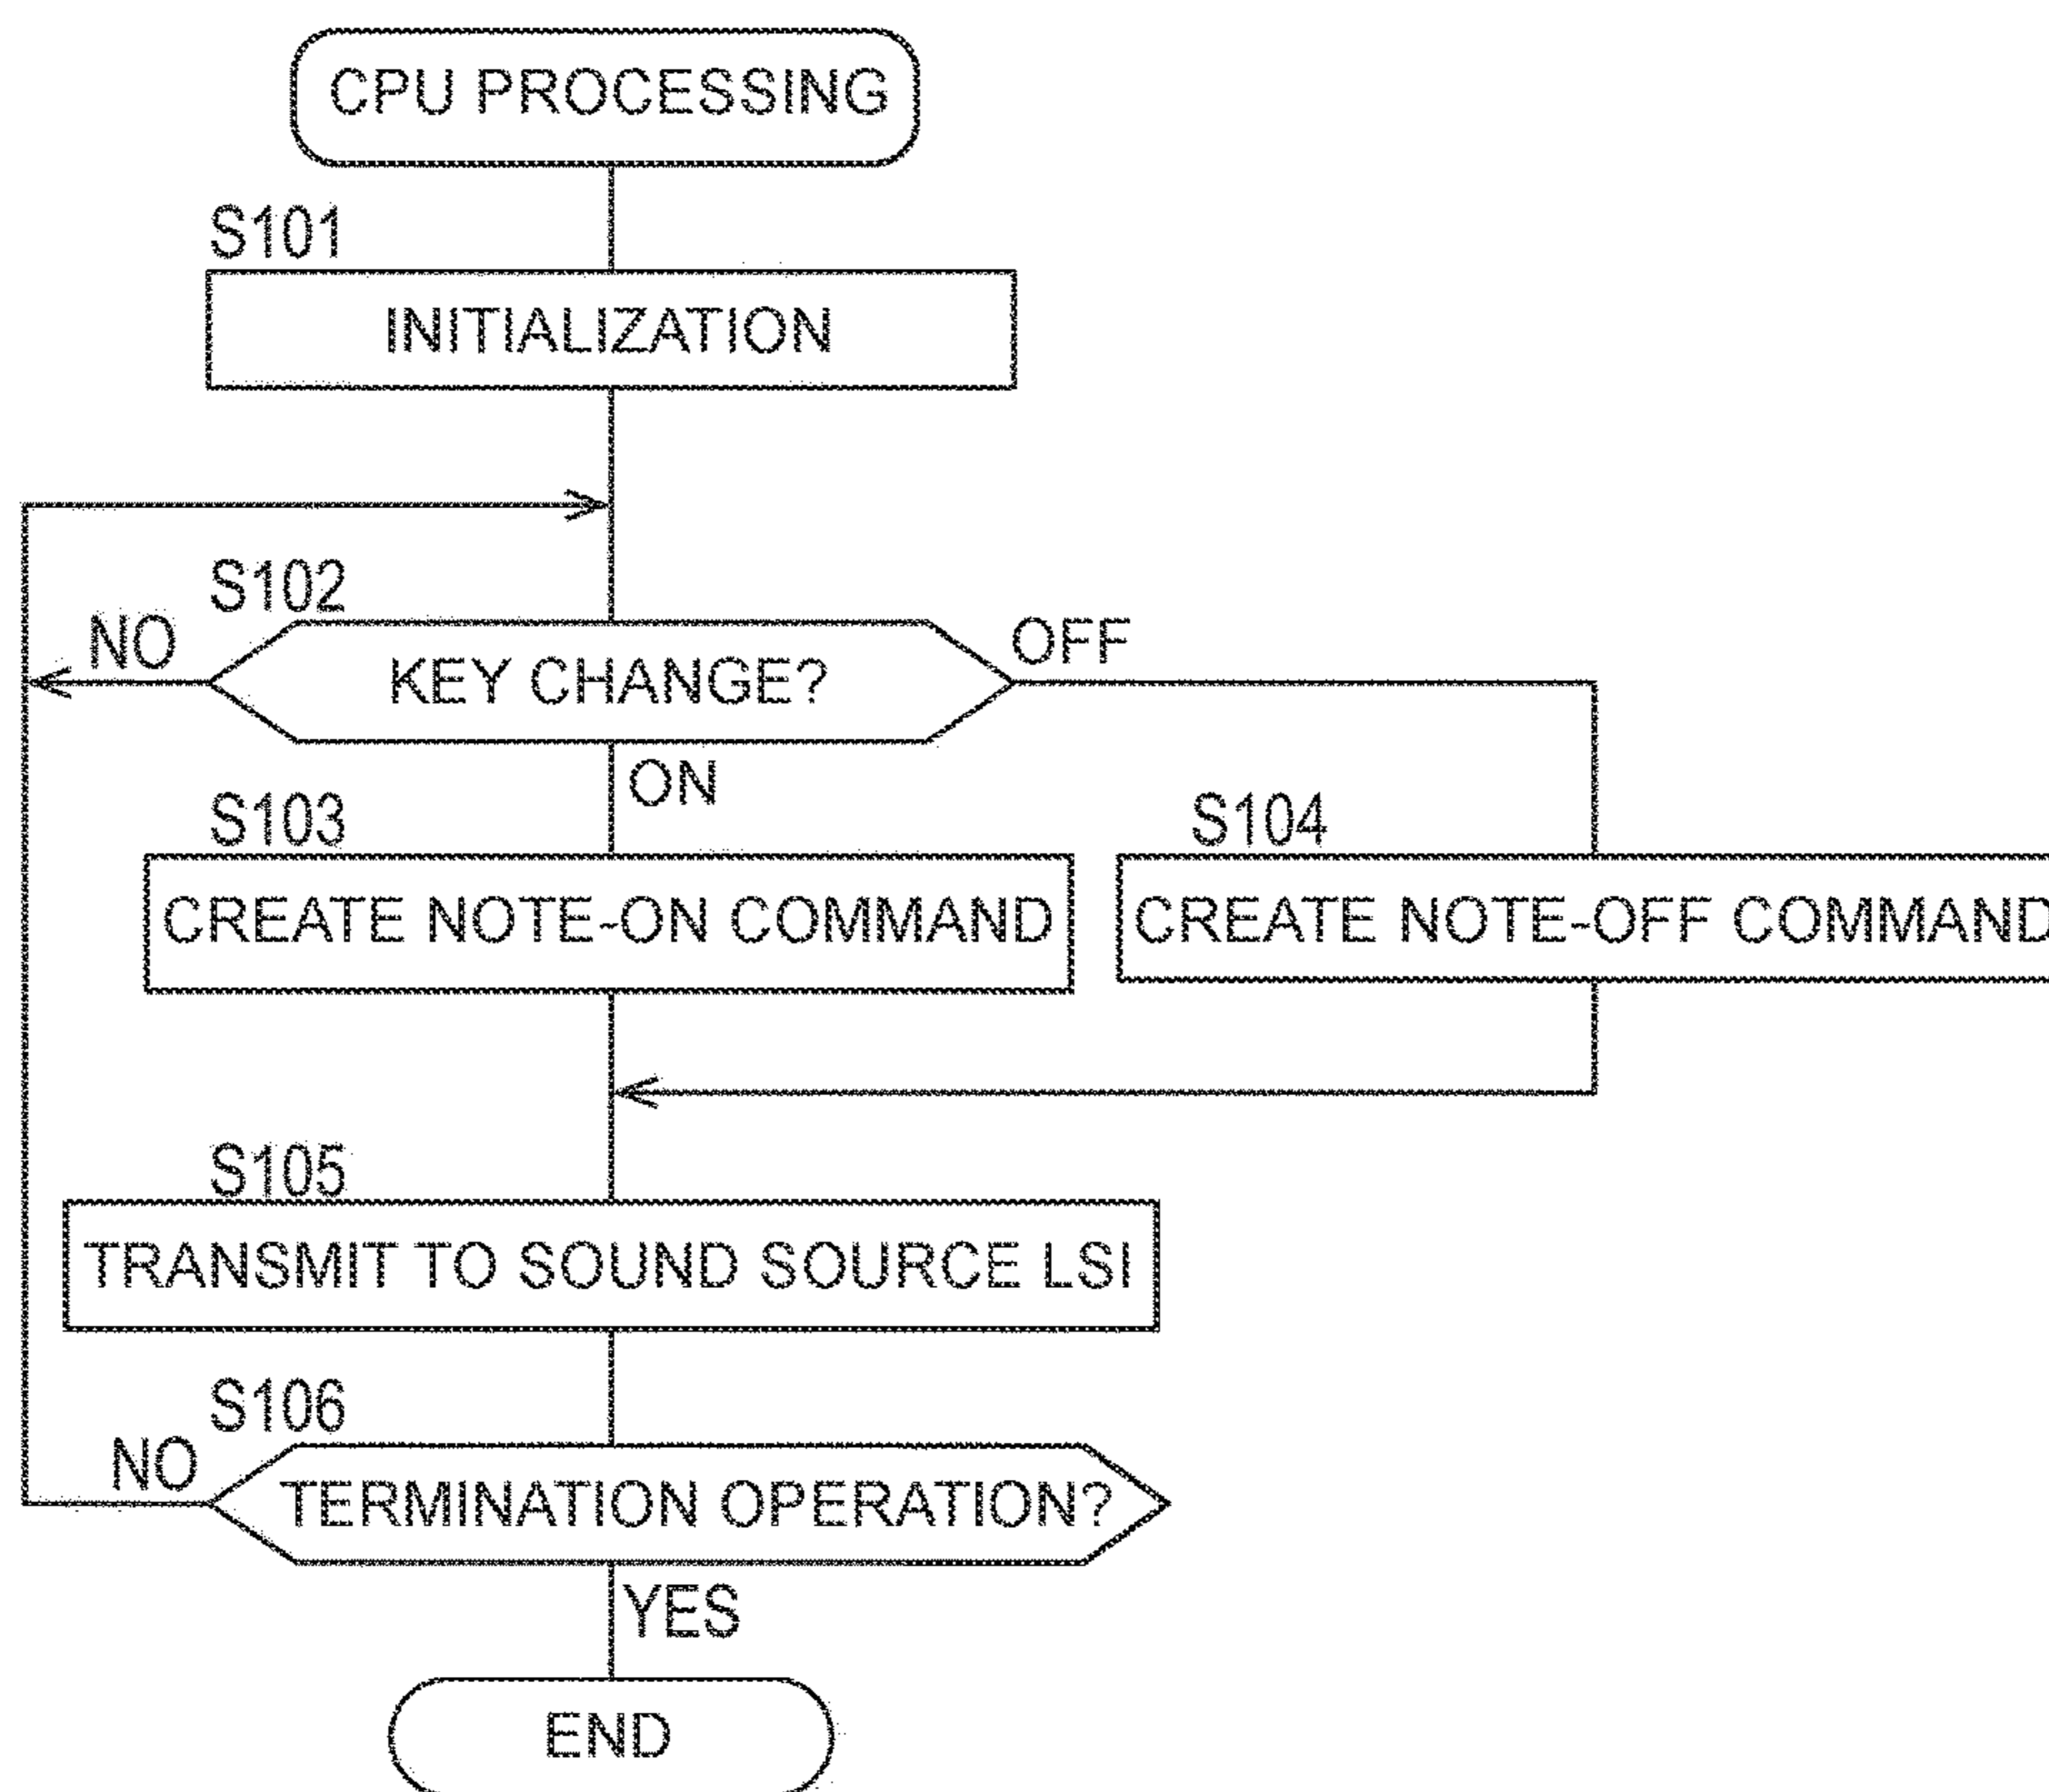 CPU PROCESSING
S101
INITIALIZATION
S102
NO
KEY CHANGE?
OFF
ON
S103
CREATE NOTE-ON COMMAND
S104
CREATE NOTE-OFF COMMAND
S105
TRANSMIT TO SOUND SOURCE LSI
S106
NO
TERMINATION OPERATION?
YES
END